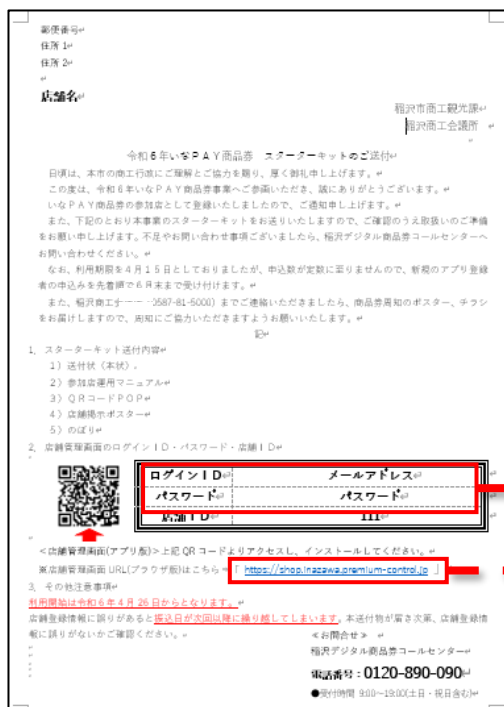 郵便番号
住所 1
住所 2
店舗名
稲沢市商工観光課
稲沢商工会議所
令和6年いなPAY商品券 スターターキットのご送付
日頃は、本市の商工行政にご理解とご協力を賜り、厚く御礼申し上げます。
この度は、令和6年いなPAY商品券事業へご参画いただき、誠にありがとうございます。
いなPAY商品券の参加店として登録いたしましたので、ご通知申し上げます。
また、下記のとおり本事業のスターターキットをお送りいたしますので、ご確認のうえ取扱いのご準備
をお願い申し上げます。不足やお問い合わせ事項ございましたら、稲沢デジタル商品券コールセンターへ
お問い合わせください。
なお、利用期限を4月15日としておりましたが、申込数が定数に至りませんので、新規のアプリ登録
者の申込みを先着順で6月末まで受け付けます。
また、稲沢商工 0587-81-5000) までご連絡いただきましたら、商品券周知のポスター、チラシ
をお届けしますので、周知にご協力いただきますようお願いいたします。
記
1. スターターキット送付内容
1) 送付状 (本状)
2) 参加店運用マニュアル
3) QRコードPOP
4) 店舗掲示ポスター
5) のぼり
2. 店舗管理画面のログインID・パスワード・店舗ID
ログインID メールアドレス
パスワード パスワード
店舗ID 111
<店舗管理画面(アプリ版)>上記QRコードよりアクセスし、インストールしてください。
※店舗管理画面URL(ブラウザ版)はこちら→「 https://shop.inazawa.premium-control.jp 」
3. その他注意事項
利用開始は令和6年4月26日からとなります。
店舗登録情報に誤りがあると振込日が次回以降に繰り越してしまいます。本送付物が届き次第、店舗登録情
報に誤りがないかご確認ください。
≪お問合せ≫
稲沢デジタル商品券コールセンター
電話番号：0120-890-090
●受付時間 9:00～19:00(土日・祝日含む)